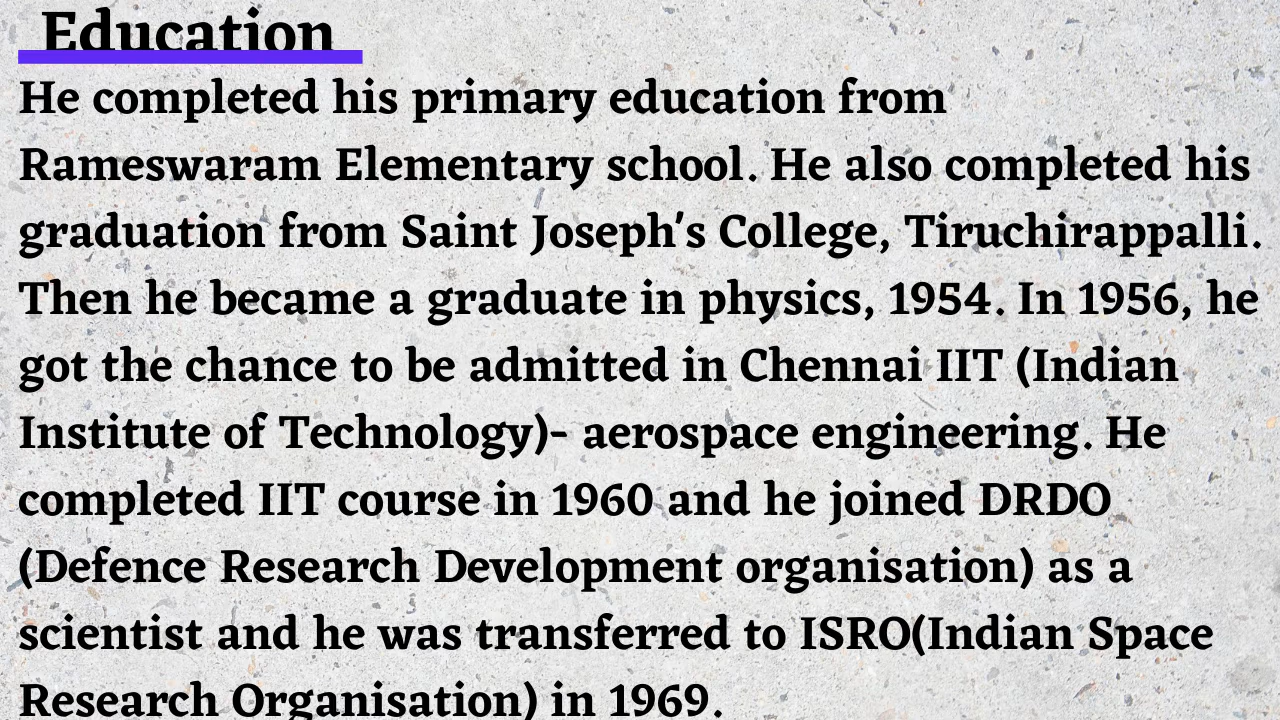 Education
He completed his primary education from
Rameswaram Elementary school. He also completed his
graduation from Saint Joseph's College, Tiruchirappalli.
Then he became a graduate in physics, 1954. In 1956, he
got the chance to be admitted in Chennai IIT (Indian
Institute of Technology)- aerospace engineering. He
completed IIT course in 1960 and he joined DRDO
(Defence Research Development organisation) as a
scientist and he was transferred to ISRO(Indian Space
Research Organisation) in 1969.